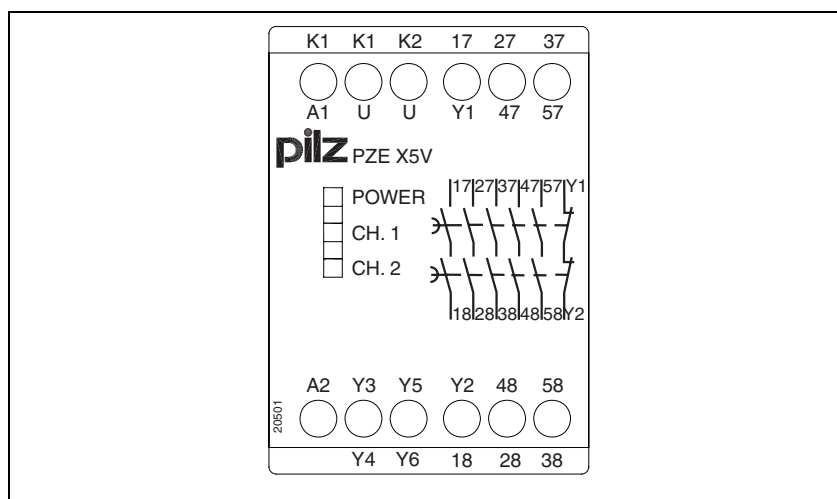 K1 K1 K2 17 27 37
A1 U U Y1 47 57
pilz PZE X5V
POWER
17 27 37 47 57 Y1
CH. 1
CH. 2
18 28 38 48 58 Y2
A2 Y3 Y5 Y2 48 58
20501
Y4 Y6 18 28 38